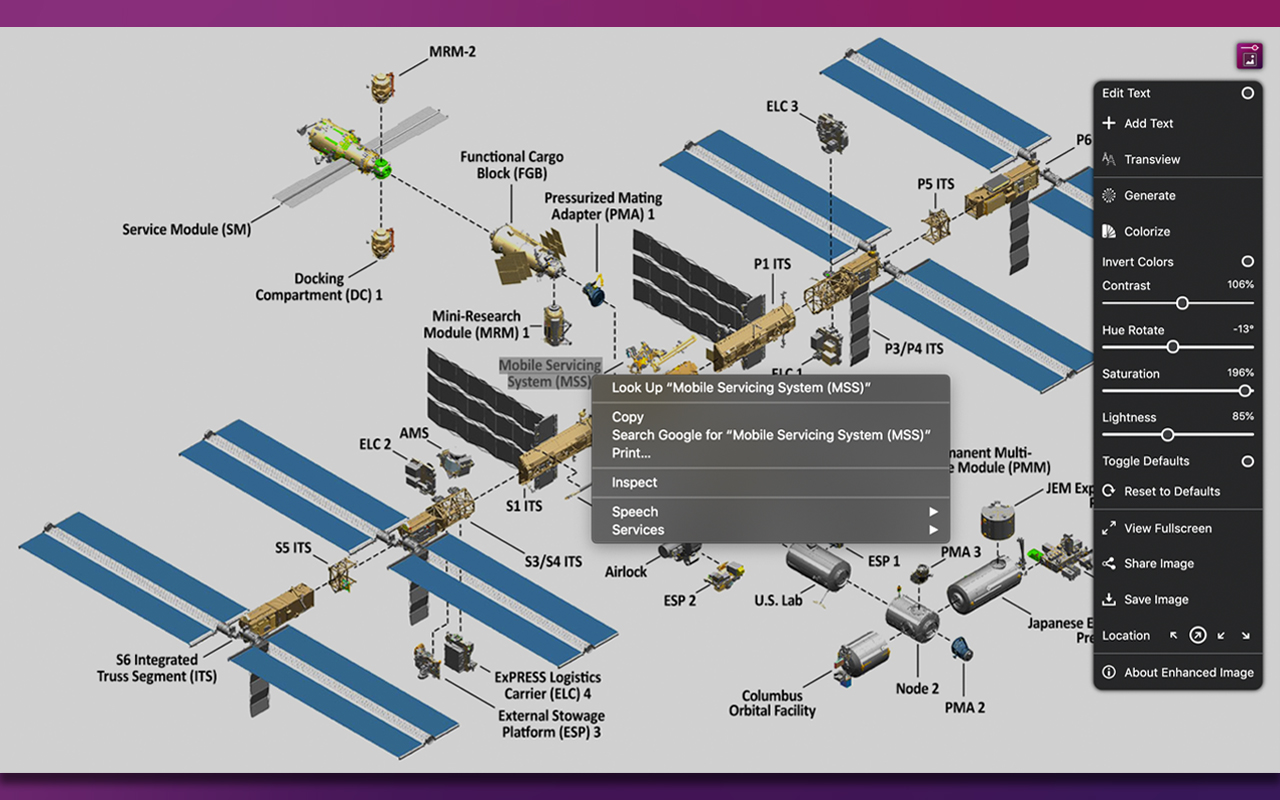 MRM-2
ELC 3
Functional Cargo
Block (FGB)
P6
P5 ITS
Pressurized Mating
Adapter (PMA) 1
Service Module (SM)
P1 ITS
Docking
Compartment (DC) 1
Mini-Research
Module (MRM) 1
P3/P4 ITS
Mobile Servicing
System (MSS)
ELC 1
Look Up “Mobile Servicing System (MSS)”
Copy
Search Google for “Mobile Servicing System (MSS)”
Print...
Inspect
Speech
Services
AMS
ELC 2
manent Multi-
e Module (PMM)
JEM Exp
S1 ITS
S5 ITS
S3/S4 ITS
Airlock
ESP 1
PMA 3
ESP 2
U.S. Lab
Japanese E
Pre
S6 Integrated
Truss Segment (ITS)
ExPRESS Logistics
Carrier (ELC) 4
Node 2
Columbus
Orbital Facility
PMA 2
External Stowage
Platform (ESP) 3
Edit Text
Add Text
Transview
Generate
Colorize
Invert Colors
Contrast 106%
Hue Rotate -13°
Saturation 196%
Lightness 85%
Toggle Defaults
Reset to Defaults
View Fullscreen
Share Image
Save Image
Location
About Enhanced Image